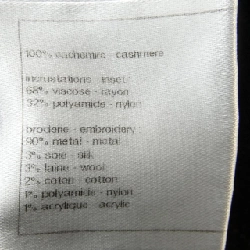 100% cachemire - cashmere
incrustations - inset
68% viscose - rayon
32% polyamide - nylon
broderie - embroidery
90% metal - metal
3% soie - silk
3% laine - wool
2% coton - cotton
1% polyamide - nylon
1% acrylique - acrylic